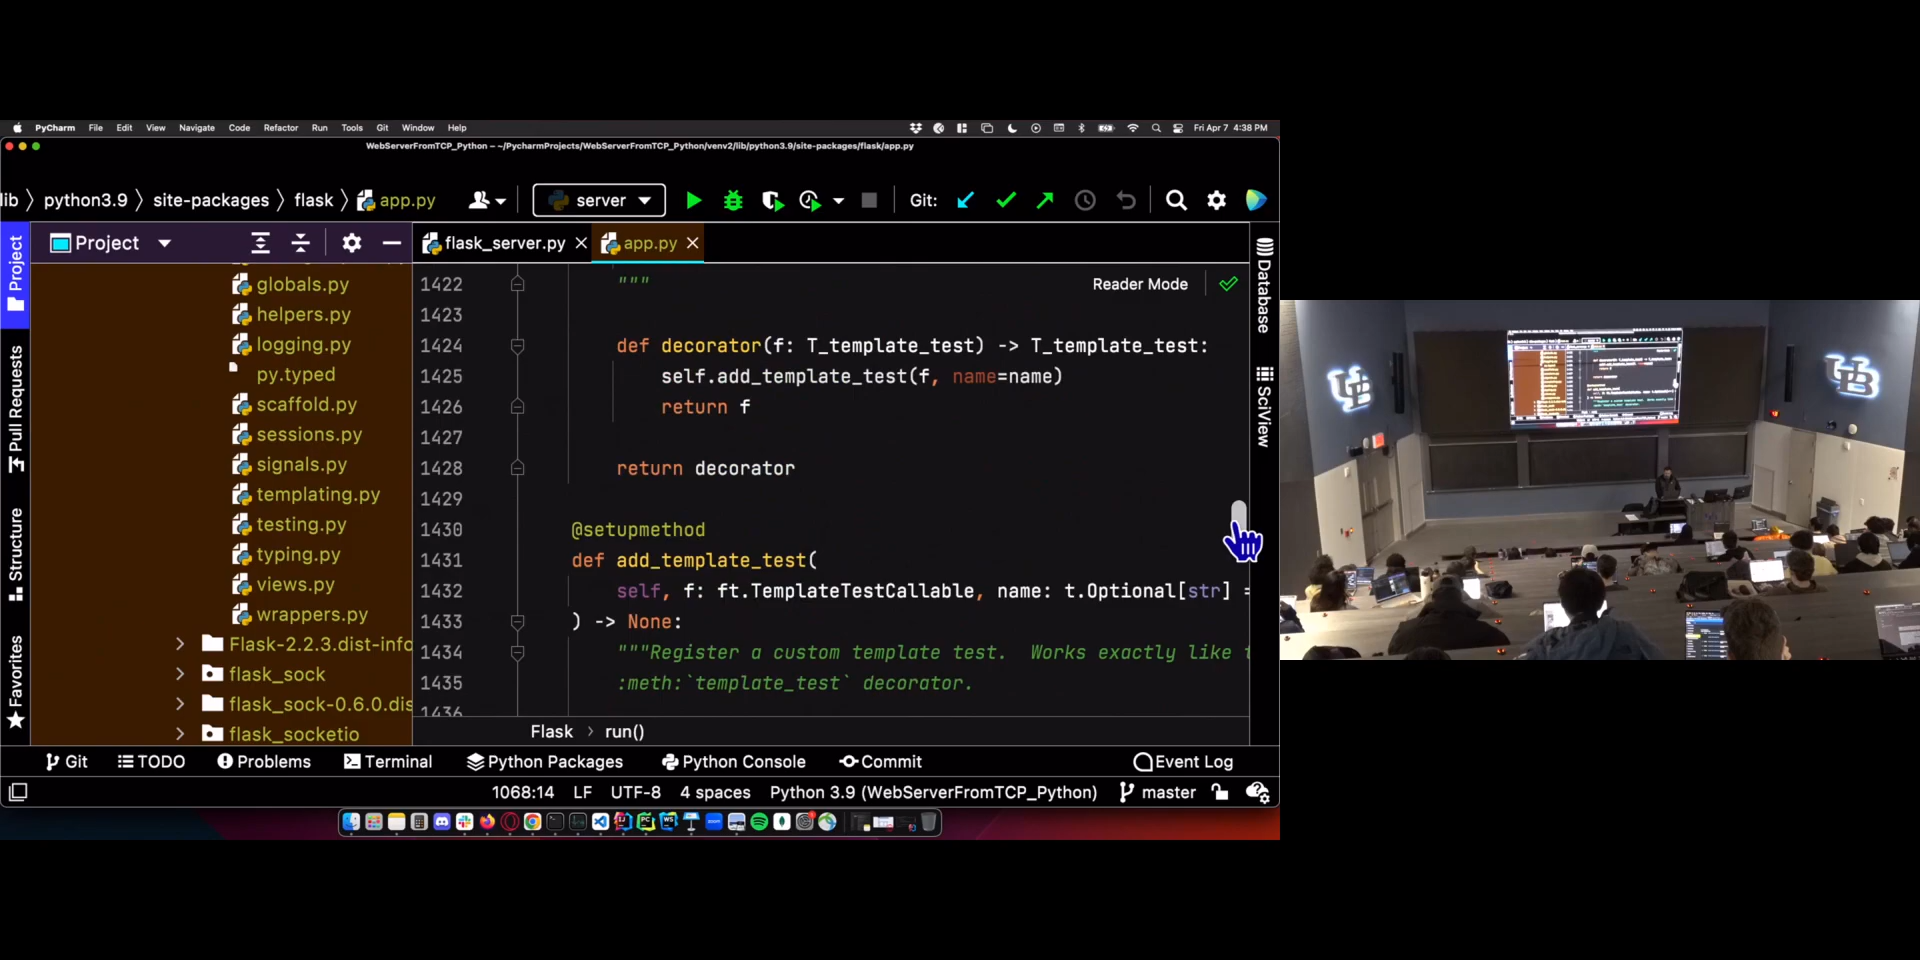 PyCharm File Edit View Navigate Code Refactor Run Tools Git Window Help Fri Apr 7 4:38 PM
WebServerFromTCP_Python – ~/PycharmProjects/WebServerFromTCP_Python/venv2/lib/python3.9/site-packages/flask/app.py
lib python3.9 site-packages flask app.py server Git:
Project
Project
Pull Requests
Structure
Favorites
globals.py
helpers.py
logging.py
py.typed
scaffold.py
sessions.py
signals.py
templating.py
testing.py
typing.py
views.py
wrappers.py
Flask-2.2.3.dist-info
flask_sock
flask_sock-0.6.0.dis
flask_socketio
flask_server.py app.py
Reader Mode
1422 """
1423
1424 def decorator(f: T_template_test) -> T_template_test:
1425 self.add_template_test(f, name=name)
1426 return f
1427
1428 return decorator
1429
1430 @setupmethod
1431 def add_template_test(
1432 self, f: ft.TemplateTestCallable, name: t.Optional[str] =
1433 ) -> None:
1434 """Register a custom template test.  Works exactly like t
1435 :meth:`template_test` decorator.
1436
Flask run()
Database
SciView
Git TODO Problems Terminal Python Packages Python Console Commit Event Log
1068:14 LF UTF-8 4 spaces Python 3.9 (WebServerFromTCP_Python) master
UB
UB